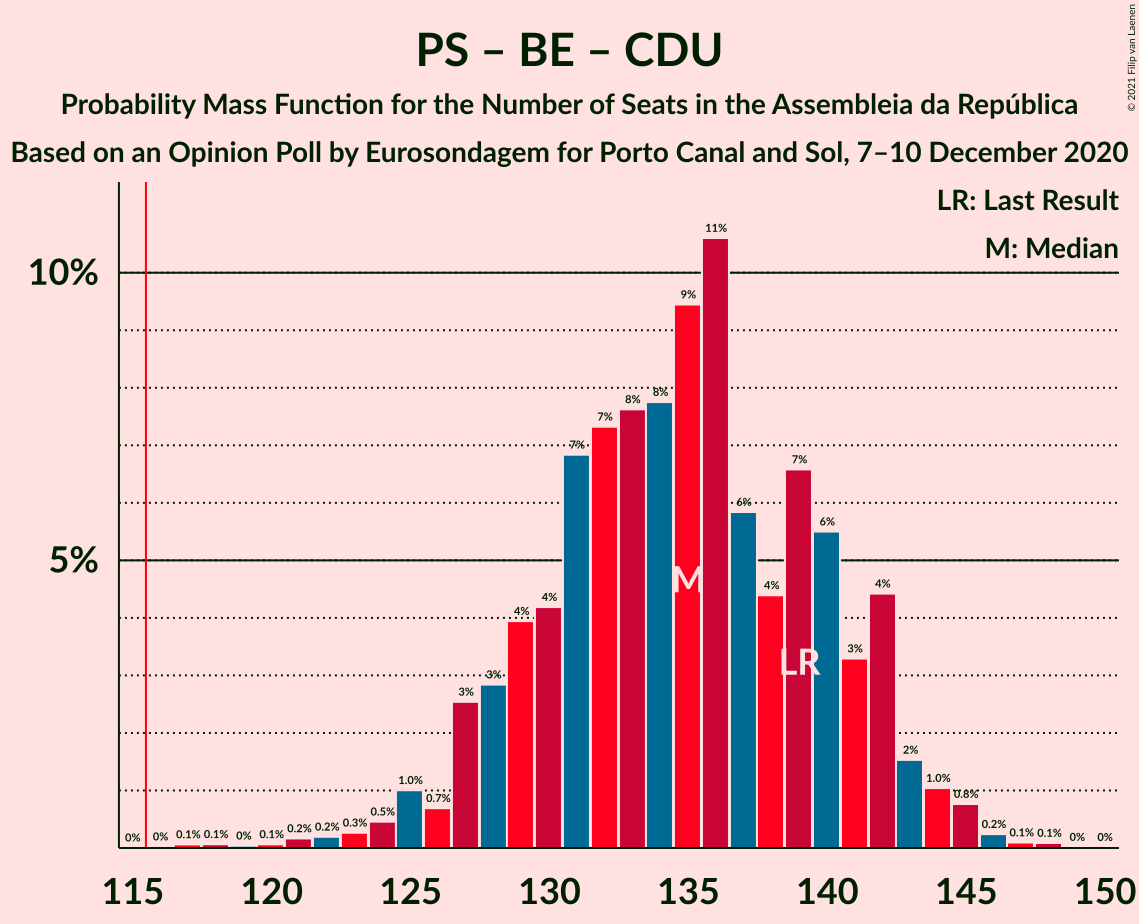 © 2021 Filip van Laenen
PS – BE – CDU
Probability Mass Function for the Number of Seats in the Assembleia da República
Based on an Opinion Poll by Eurosondagem for Porto Canal and Sol, 7–10 December 2020
LR: Last Result
M: Median
10%
5%
0% 0% 0.1% 0.1% 0% 0.1% 0.2% 0.2% 0.3% 0.5% 1.0% 0.7% 3% 3% 4% 4% 7% 7% 8% 8% 9% 11% 6% 4% 7% 6% 3% 4% 2% 1.0% 0.8% 0.2% 0.1% 0.1% 0% 0%
M
LR
115 120 125 130 135 140 145 150